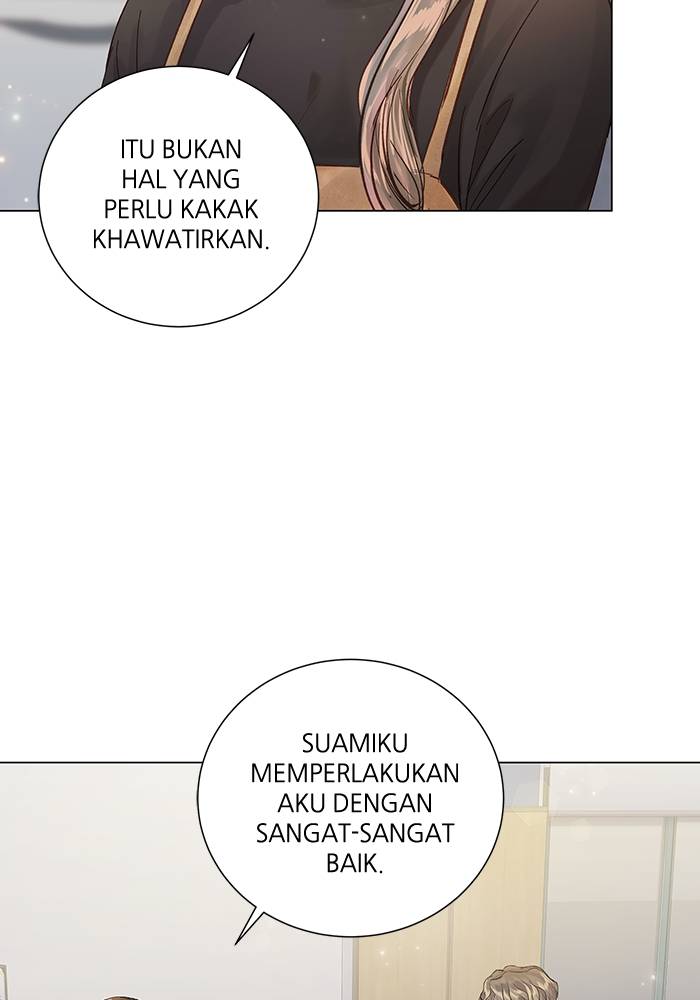 ITU BUKAN
HAL YANG
PERLU KAKAK
KHAWATIRKAN.
SUAMIKU
MEMPERLAKUKAN
AKU DENGAN
SANGAT-SANGAT
BAIK.